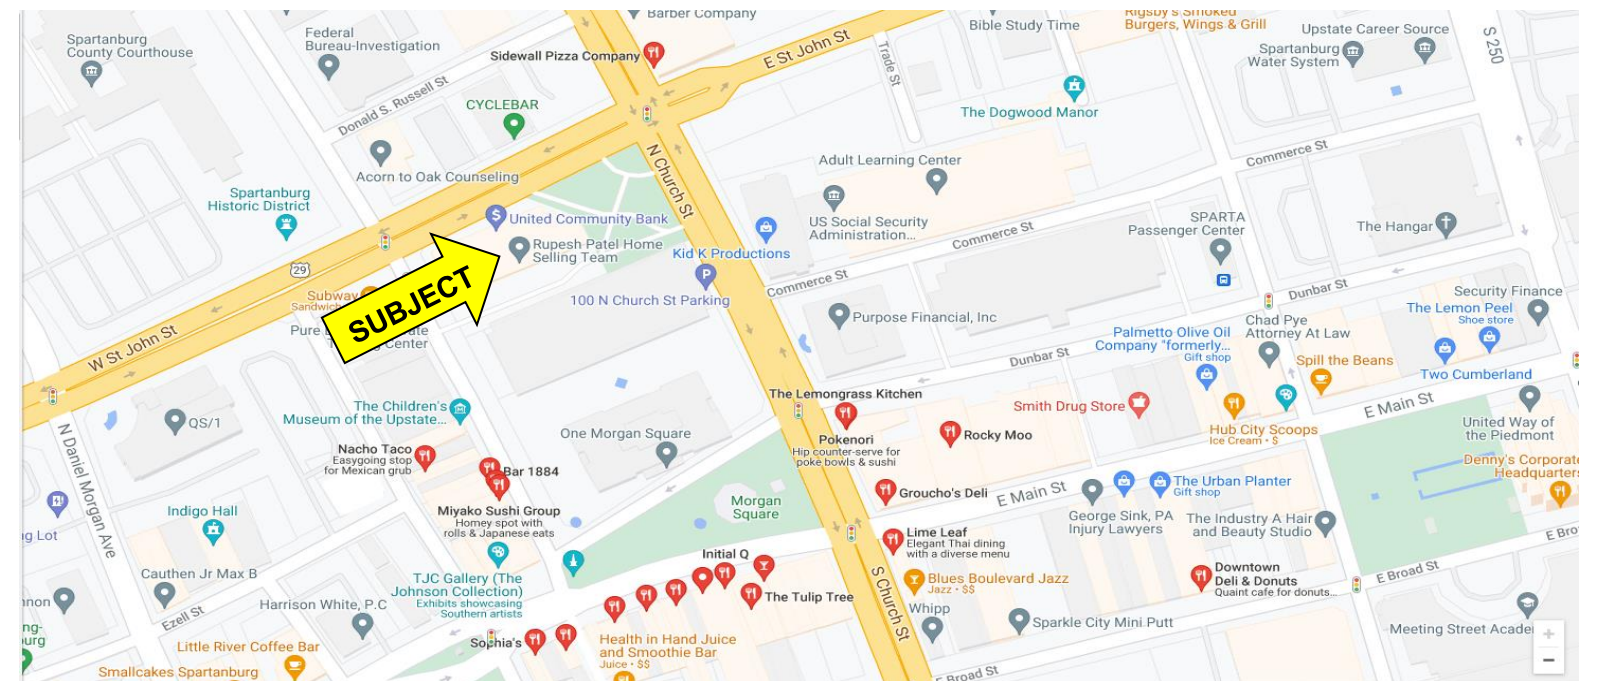 Barber Company
Bible Study Time
Rigsby's Smoked
Burgers, Wings & Grill
Upstate Career Source
S 250
Spartanburg
County Courthouse
Federal
Bureau-Investigation
Sidewall Pizza Company
E St John St
Trade St
Spartanburg
Water System
Donald S. Russell St
CYCLEBAR
The Dogwood Manor
Commerce St
Acorn to Oak Counseling
N Church St
Adult Learning Center
Spartanburg
Historic District
United Community Bank
US Social Security
Administration...
SPARTA
Passenger Center
The Hangar
Rupesh Patel Home
Selling Team
Kid K Productions
Commerce St
29
SUBJECT
P
100 N Church St Parking
Commerce St
Dunbar St
Security Finance
Subway
W St John St
Purpose Financial, Inc
The Lemon Peel
Shoe store
Chad Pye
Attorney At Law
Palmetto Olive Oil
Company "formerly...
Gift shop
Dunbar St
Spill the Beans
Two Cumberland
The Lemongrass Kitchen
The Children's
Museum of the Upstate...
QS/1
Smith Drug Store
E Main St
Hub City Scoops
Ice Cream • $
United Way of
the Piedmont
One Morgan Square
Pokenori
Hip counter-serve for
poke bowls & sushi
Rocky Moo
N Daniel Morgan Ave
Nacho Taco
Easygoing stop
for Mexican grub
Bar 1884
Denny's Corporate
Headquarters
Groucho's Deli
E Main St
The Urban Planter
Gift shop
Morgan
Square
Miyako Sushi Group
Homey spot with
rolls & Japanese eats
Indigo Hall
George Sink, PA
Injury Lawyers
The Industry A Hair
and Beauty Studio
ng Lot
Lime Leaf
Elegant Thai dining
with a diverse menu
E Bro
Initial Q
Cauthen Jr Max B
TJC Gallery (The
Johnson Collection)
Exhibits showcasing
Southern artists
S Church St
Blues Boulevard Jazz
Jazz • $$
Downtown
Deli & Donuts
Quaint cafe for donuts...
E Broad St
The Tulip Tree
Harrison White, P.C
Ezell St
Whipp
Sparkle City Mini Putt
Meeting Street Acade
Sophia's
Health in Hand Juice
and Smoothie Bar
Juice • $$
Little River Coffee Bar
Smallcakes Spartanburg
E Broad St